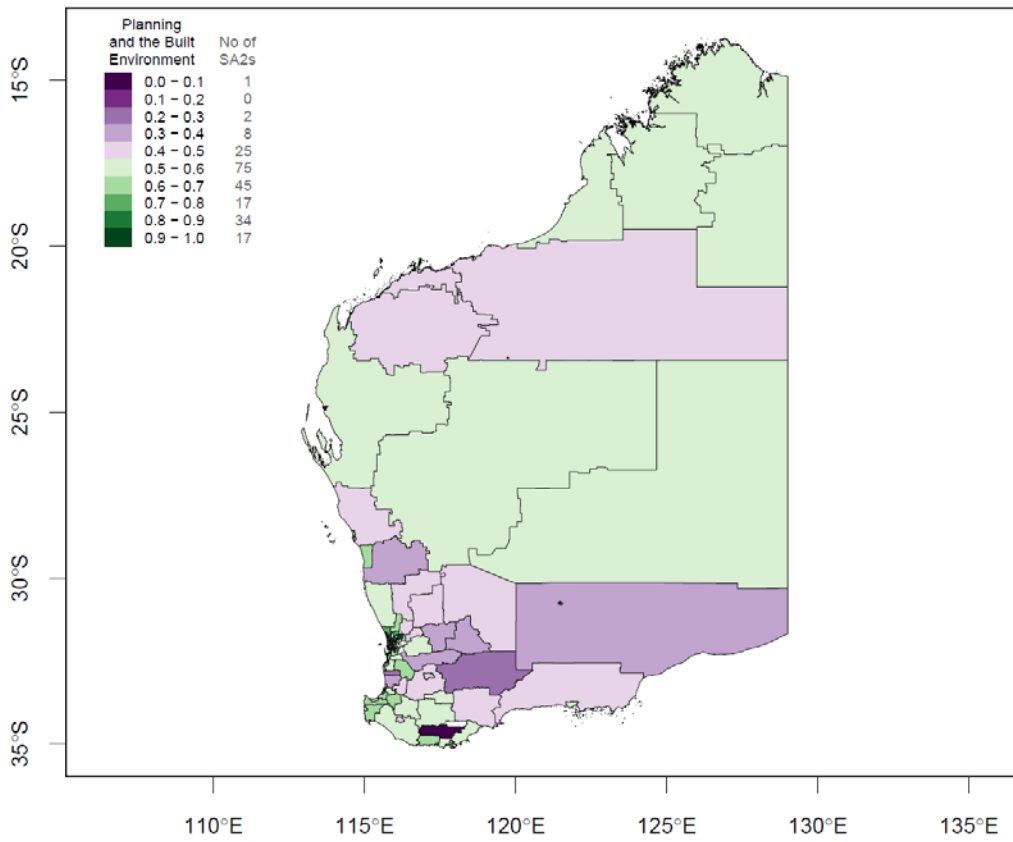 Planning
and the Built
Environment
No of
SA2s
0.0 − 0.1 1
0.1 − 0.2 0
0.2 − 0.3 2
0.3 − 0.4 8
0.4 − 0.5 25
0.5 − 0.6 75
0.6 − 0.7 45
0.7 − 0.8 17
0.8 − 0.9 34
0.9 − 1.0 17
15°S
20°S
25°S
30°S
35°S
110°E 115°E 120°E 125°E 130°E 135°E